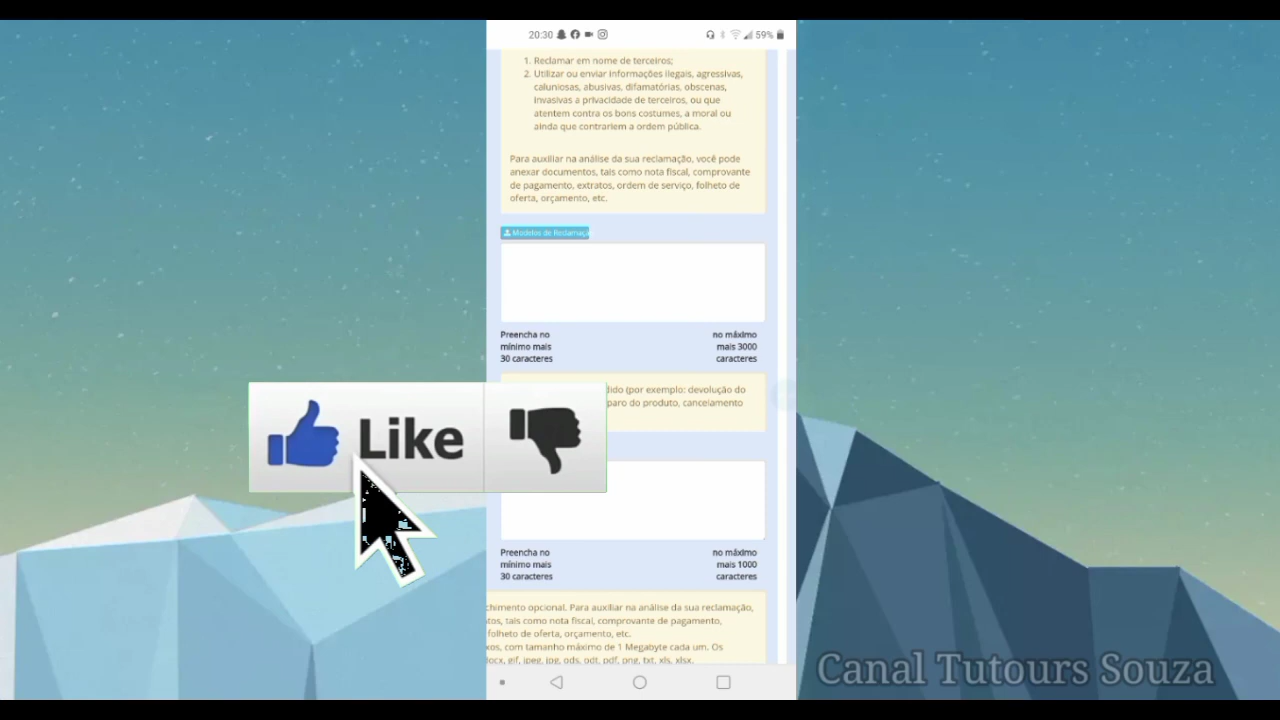 20:30
59%
1. Reclamar em nome de terceiros;
2. Utilizar ou enviar informações ilegais, agressivas,
caluniosas, abusivas, difamatórias, obscenas,
invasivas a privacidade de terceiros, ou que
atentem contra os bons costumes, a moral ou
ainda que contrariem a ordem pública.
Para auxiliar na análise da sua reclamação, você pode
anexar documentos, tais como nota fiscal, comprovante
de pagamento, extratos, ordem de serviço, folheto de
oferta, orçamento, etc.
Modelos de Reclamaçã
Preencha no
mínimo mais
30 caracteres
no máximo
mais 3000
caracteres
dido (por exemplo: devolução do
paro do produto, cancelamento
Like
Preencha no
mínimo mais
30 caracteres
no máximo
mais 1000
caracteres
chimento opcional. Para auxiliar na análise da sua reclamação,
tos, tais como nota fiscal, comprovante de pagamento,
folheto de oferta, orçamento, etc.
xos, com tamanho máximo de 1 Megabyte cada um. Os
docx, gif, jpeg, jpg, ods, odt, pdf, png, txt, xls, xlsx.
Canal Tutours Souza